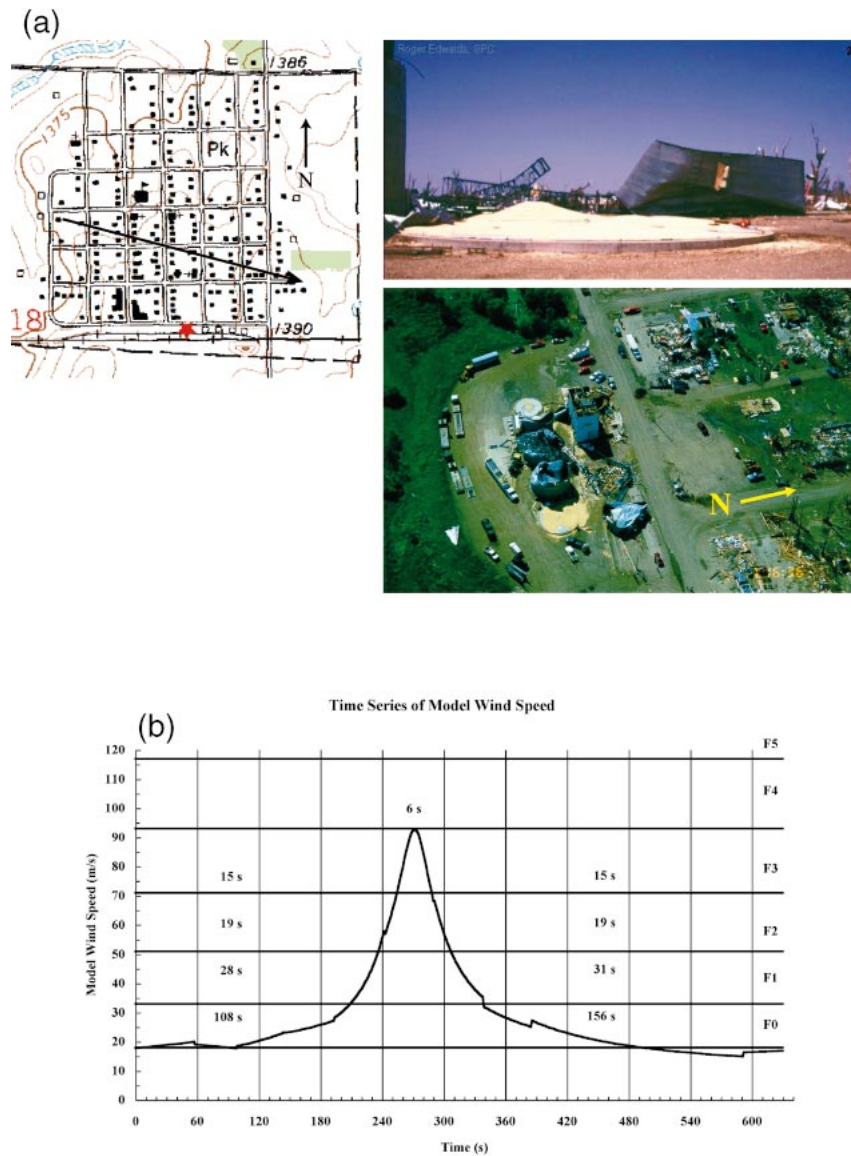 (a)
1386
1375
Pk
N
18
1390
Roger Edwards, SPC
N
(b)
Time Series of Model Wind Speed
Model Wind Speed (m/s)
120
110
100
90
80
70
60
50
40
30
20
10
0
F5
F4
F3
F2
F1
F0
6 s
15 s
15 s
19 s
19 s
28 s
31 s
108 s
156 s
0
60
120
180
240
300
360
420
480
540
600
Time (s)